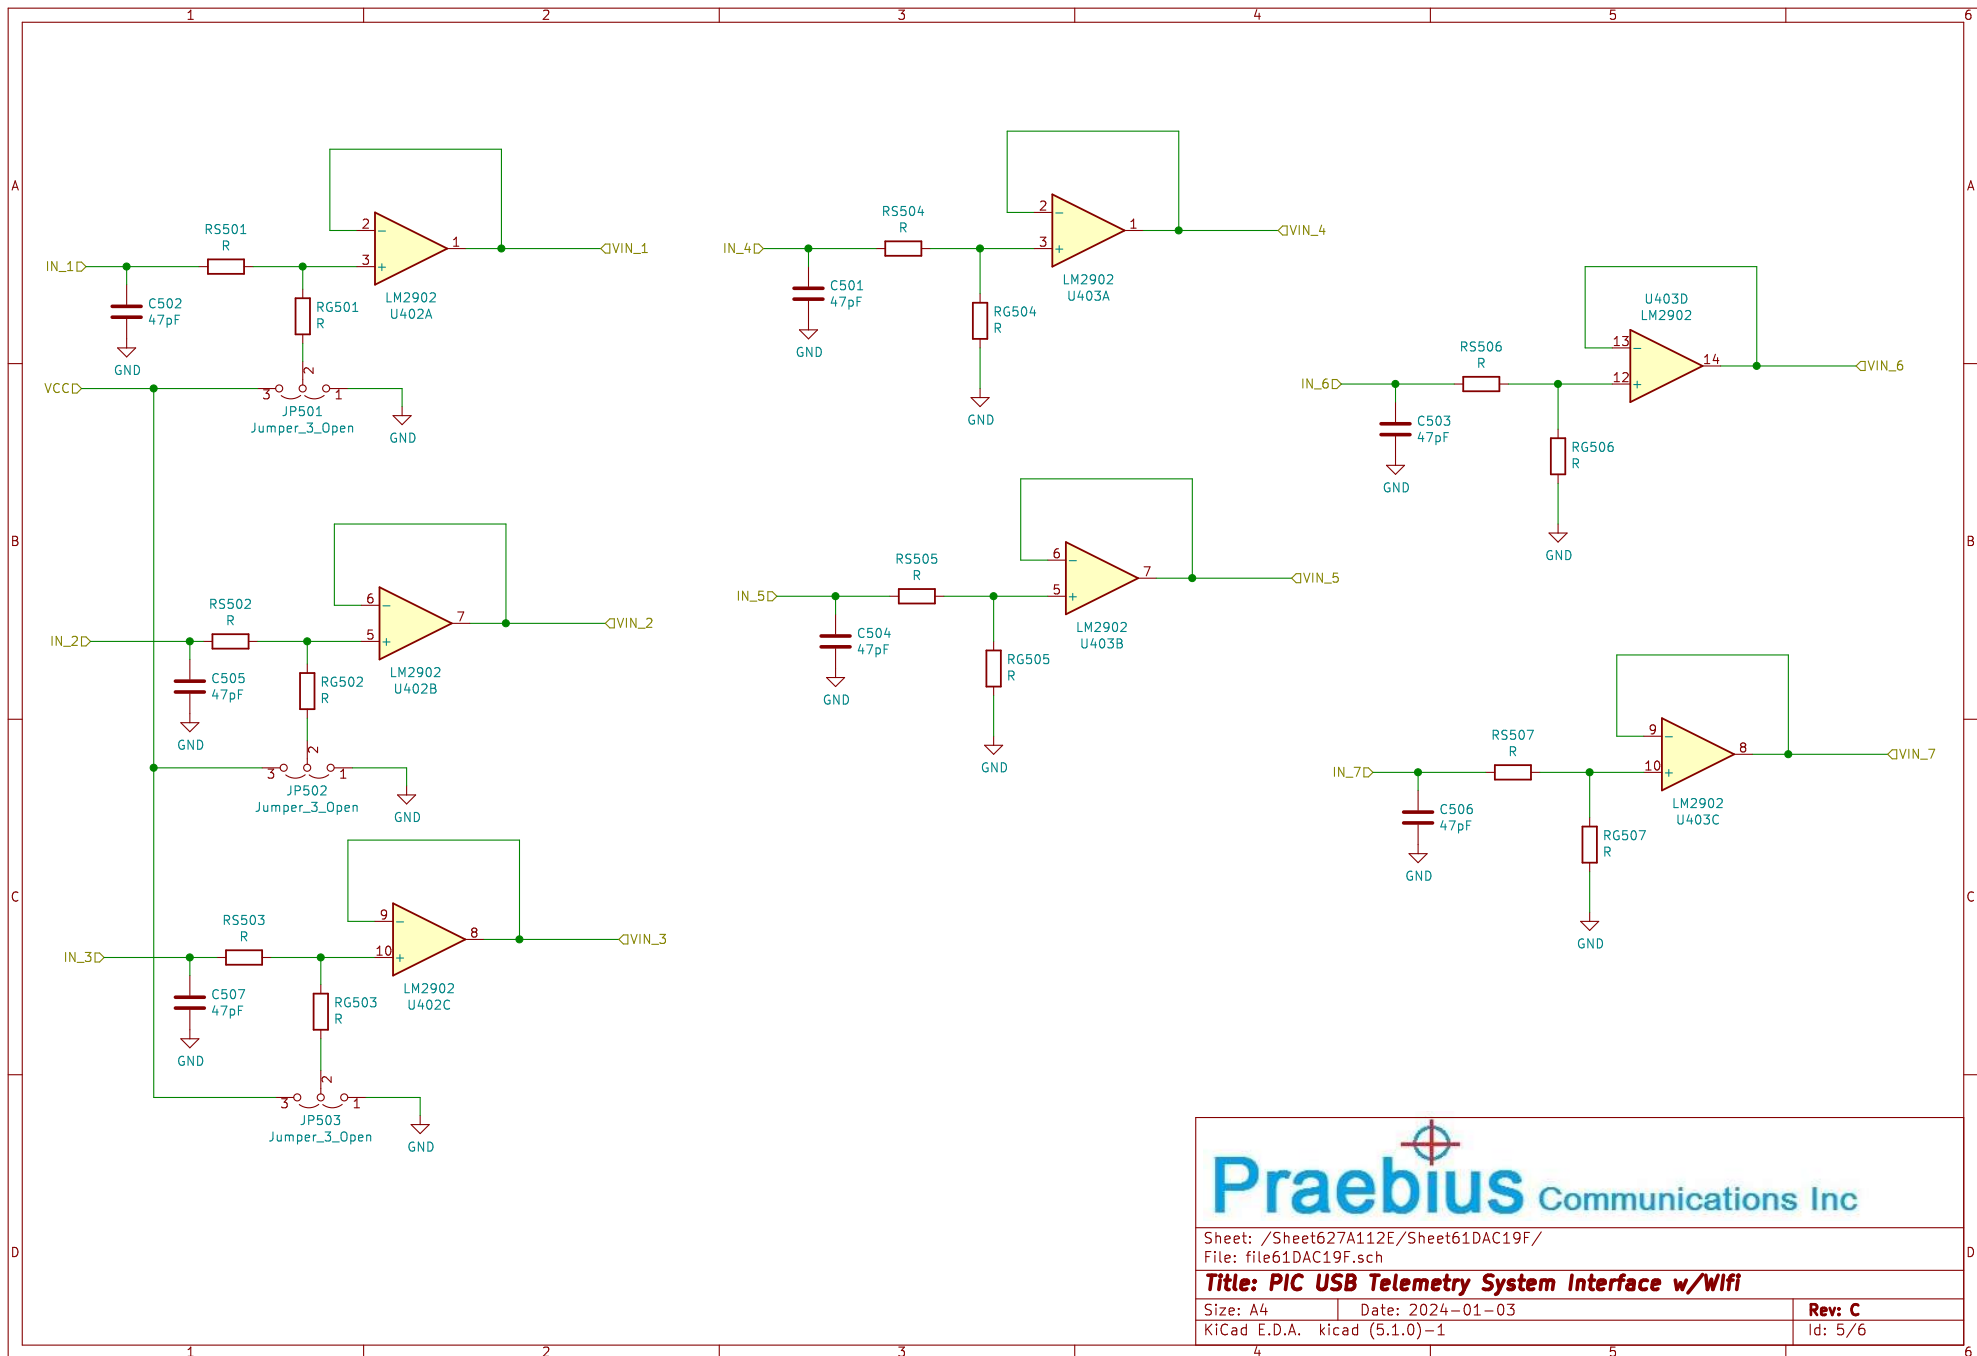 1 2 3 4 5 6
A
B
C
D
A
B
C
D
1 2 3 4 5 6
IN_1
RS501
R
C502
47pF
GND
RG501
R
2
3
1
LM2902
U402A
VIN_1
VCC
3
2
1
JP501
Jumper_3_Open
GND
IN_2
RS502
R
C505
47pF
GND
RG502
R
6
5
7
LM2902
U402B
VIN_2
3
2
1
JP502
Jumper_3_Open
GND
IN_3
RS503
R
C507
47pF
GND
RG503
R
9
10
8
LM2902
U402C
VIN_3
3
2
1
JP503
Jumper_3_Open
GND
IN_4
RS504
R
C501
47pF
GND
RG504
R
GND
2
3
1
LM2902
U403A
VIN_4
IN_5
RS505
R
C504
47pF
GND
RG505
R
GND
6
5
7
LM2902
U403B
VIN_5
IN_6
RS506
R
C503
47pF
GND
RG506
R
GND
U403D
LM2902
13
12
14
VIN_6
IN_7
RS507
R
C506
47pF
GND
RG507
R
GND
9
10
8
LM2902
U403C
VIN_7
Praebius Communications Inc
Sheet: /Sheet627A112E/Sheet61DAC19F/
File: file61DAC19F.sch
Title: PIC USB Telemetry System Interface w/WIfi
Size: A4 Date: 2024-01-03 Rev: C
KiCad E.D.A. kicad (5.1.0)-1 Id: 5/6